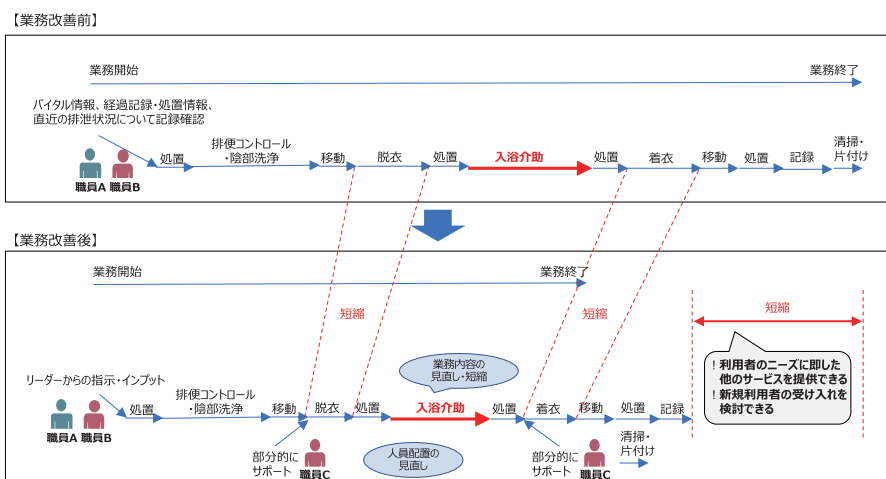 【業務改善前】
業務開始
業務終了
バイタル情報、経過記録・処置情報、
直近の排泄状況について記録確認
職員A
職員B
処置
排便コントロール
・陰部洗浄
移動
脱衣
処置
入浴介助
処置
着衣
移動
処置
記録
清掃・
片付け
【業務改善後】
業務開始
業務終了
短縮
短縮
短縮
！利用者のニーズに即した
他のサービスを提供できる
！新規利用者の受け入れを
検討できる
業務内容の
見直し・短縮
リーダーからの指示・インプット
職員A
職員B
処置
排便コントロール
・陰部洗浄
移動
脱衣
処置
入浴介助
処置
着衣
移動
処置
記録
清掃・
片付け
部分的に
サポート
職員C
人員配置の
見直し
部分的に
サポート
職員C